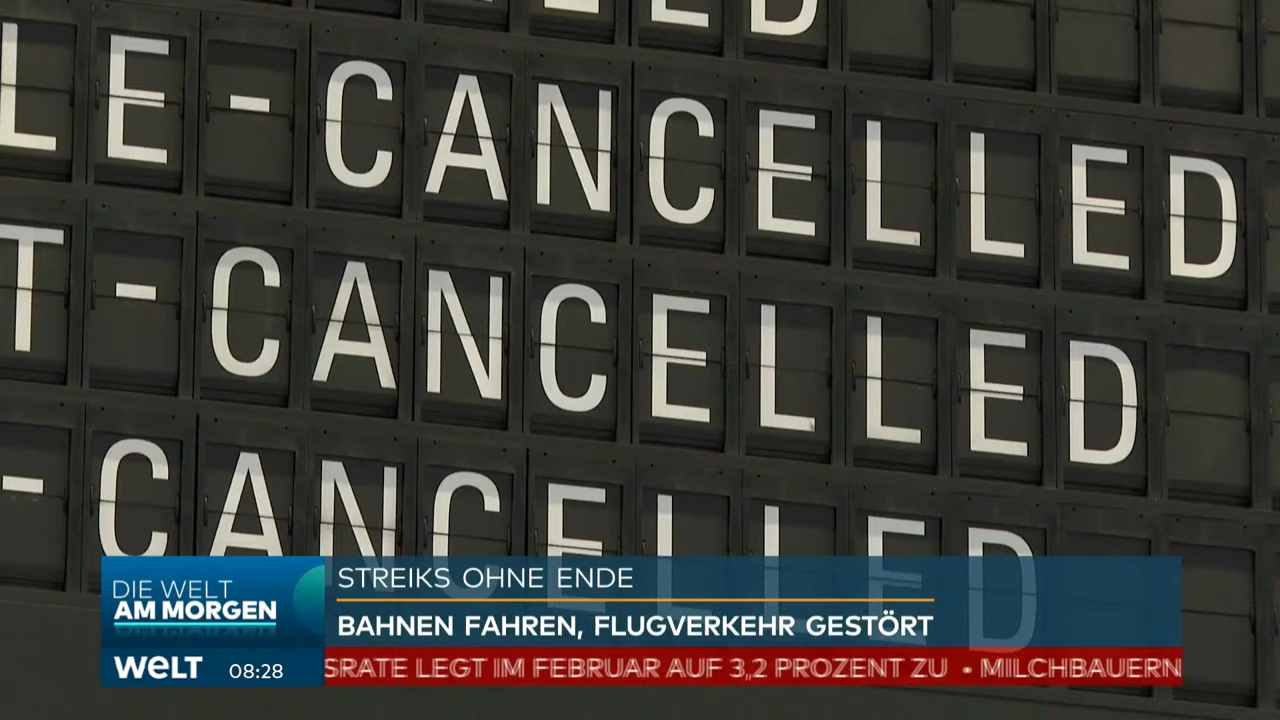 LE-CANCELLED
T-CANCELLED
-CANCELLED
DIE WELT
AM MORGEN
STREIKS OHNE ENDE
BAHNEN FAHREN, FLUGVERKEHR GESTÖRT
WELT 08:28
SRATE LEGT IM FEBRUAR AUF 3,2 PROZENT ZU • MILCHBAUERN